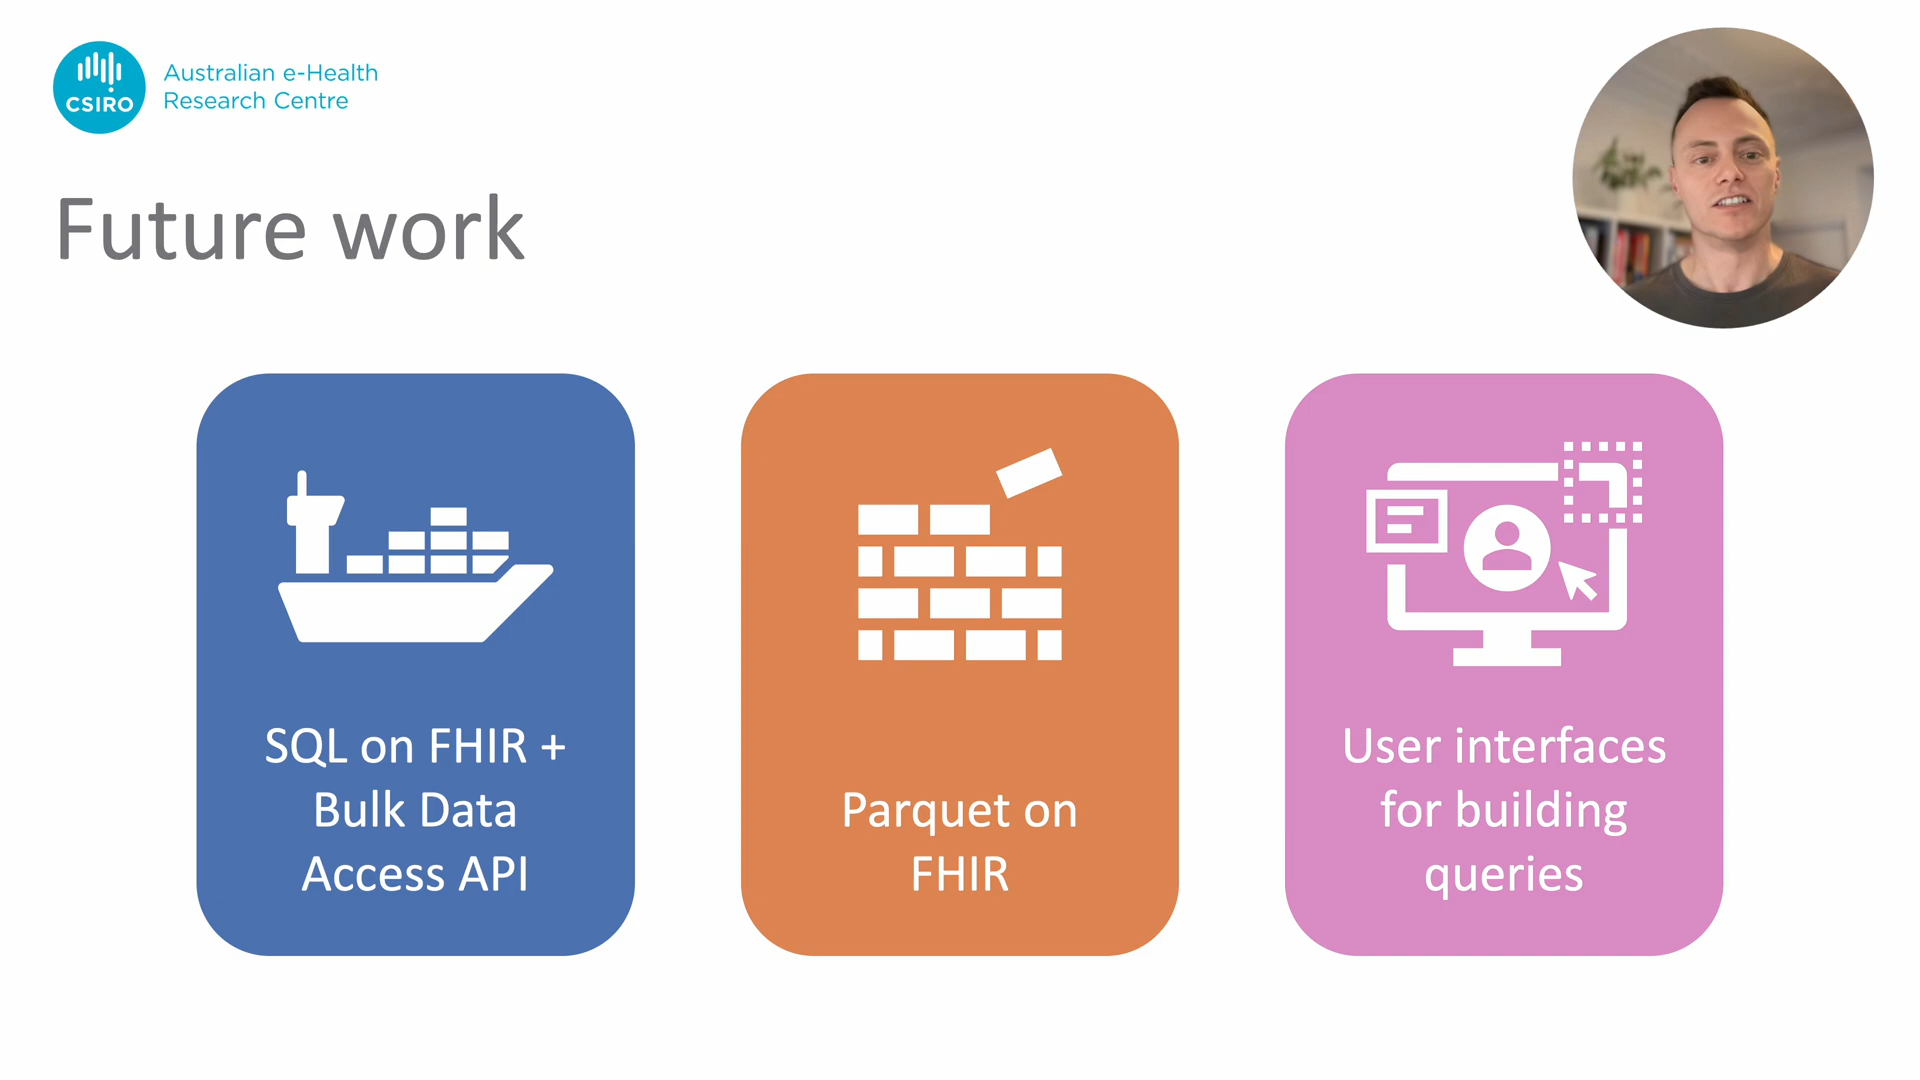 CSIRO
Australian e-Health
Research Centre
Future work
SQL on FHIR +
Bulk Data
Access API
Parquet on
FHIR
User interfaces
for building
queries